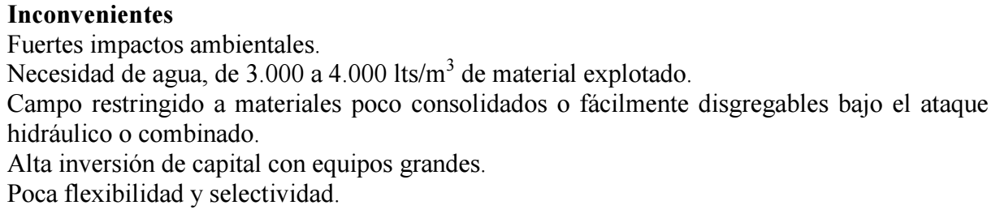 Inconvenientes
Fuertes impactos ambientales.
Necesidad de agua, de 3.000 a 4.000 lts/m³ de material explotado.
Campo restringido a materiales poco consolidados o fácilmente disgregables bajo el ataque
hidráulico o combinado.
Alta inversión de capital con equipos grandes.
Poca flexibilidad y selectividad.